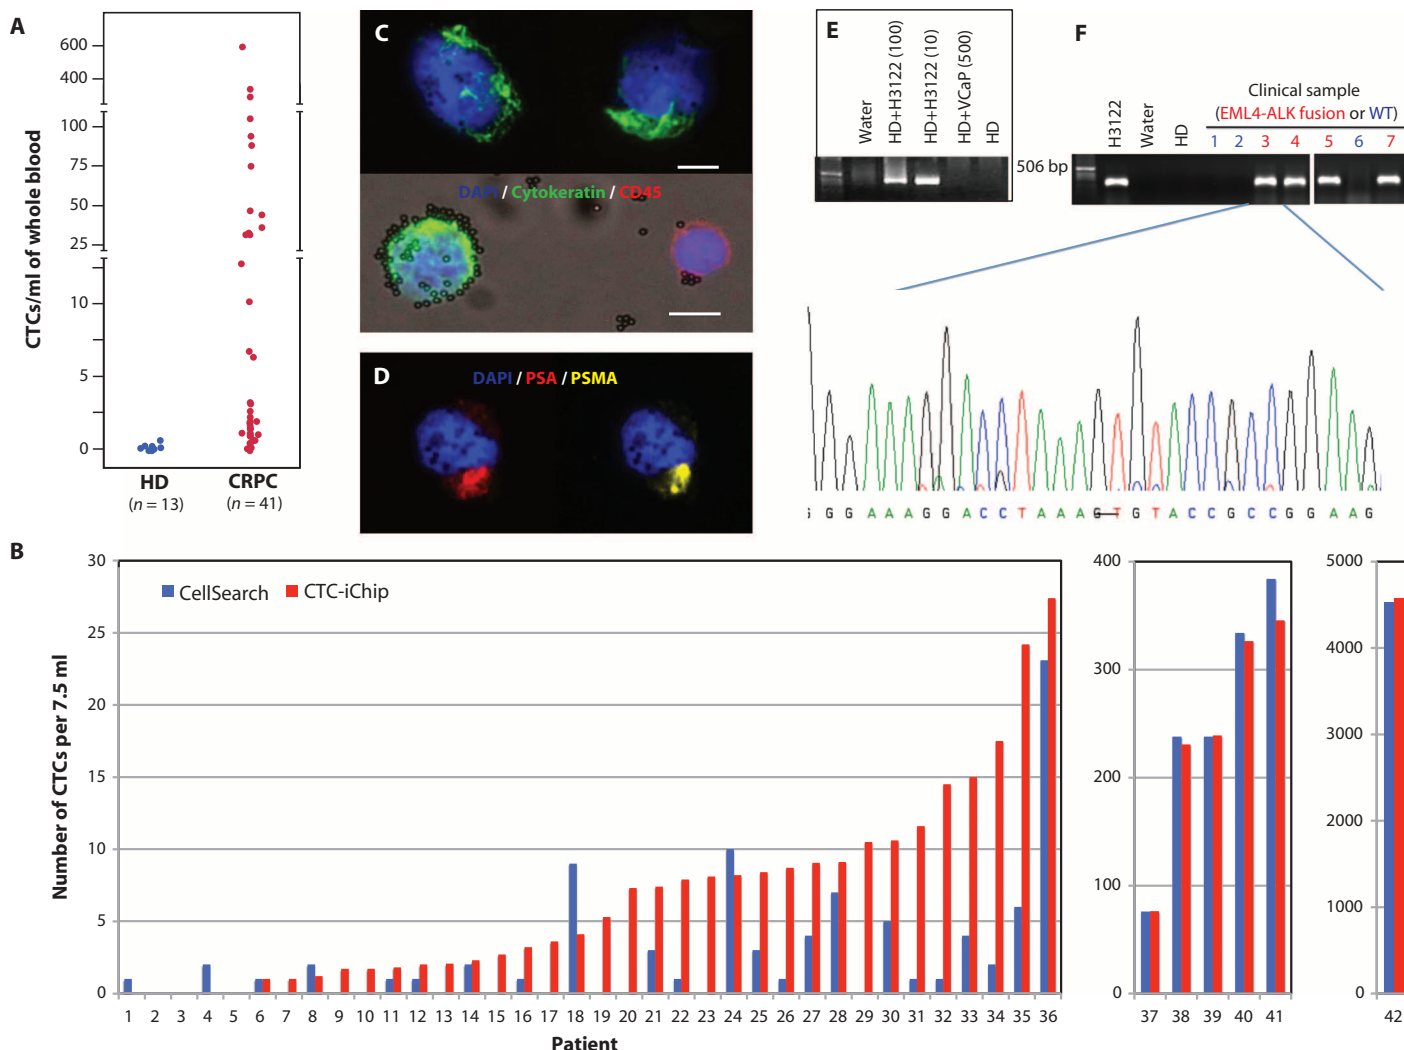 A
CTCs/ml of whole blood
600
400
100
75
50
25
10
5
0
HD
(n = 13)
CRPC
(n = 41)
C
DAPI / Cytokeratin / CD45
D
DAPI / PSA / PSMA
E
Water
HD+H3122 (100)
HD+H3122 (10)
HD+VCaP (500)
HD
506 bp
F
H3122
Water
HD
Clinical sample
(EML4-ALK fusion or WT)
1 2 3 4 5 6 7
G G A A A G G A C C T A A A G T G T A C C G C C G G A A G
B
Number of CTCs per 7.5 ml
CellSearch
CTC-iChip
30
25
20
15
10
5
0
1 2 3 4 5 6 7 8 9 10 11 12 13 14 15 16 17 18 19 20 21 22 23 24 25 26 27 28 29 30 31 32 33 34 35 36
Patient
400
300
200
100
0
37 38 39 40 41
5000
4000
3000
2000
1000
0
42